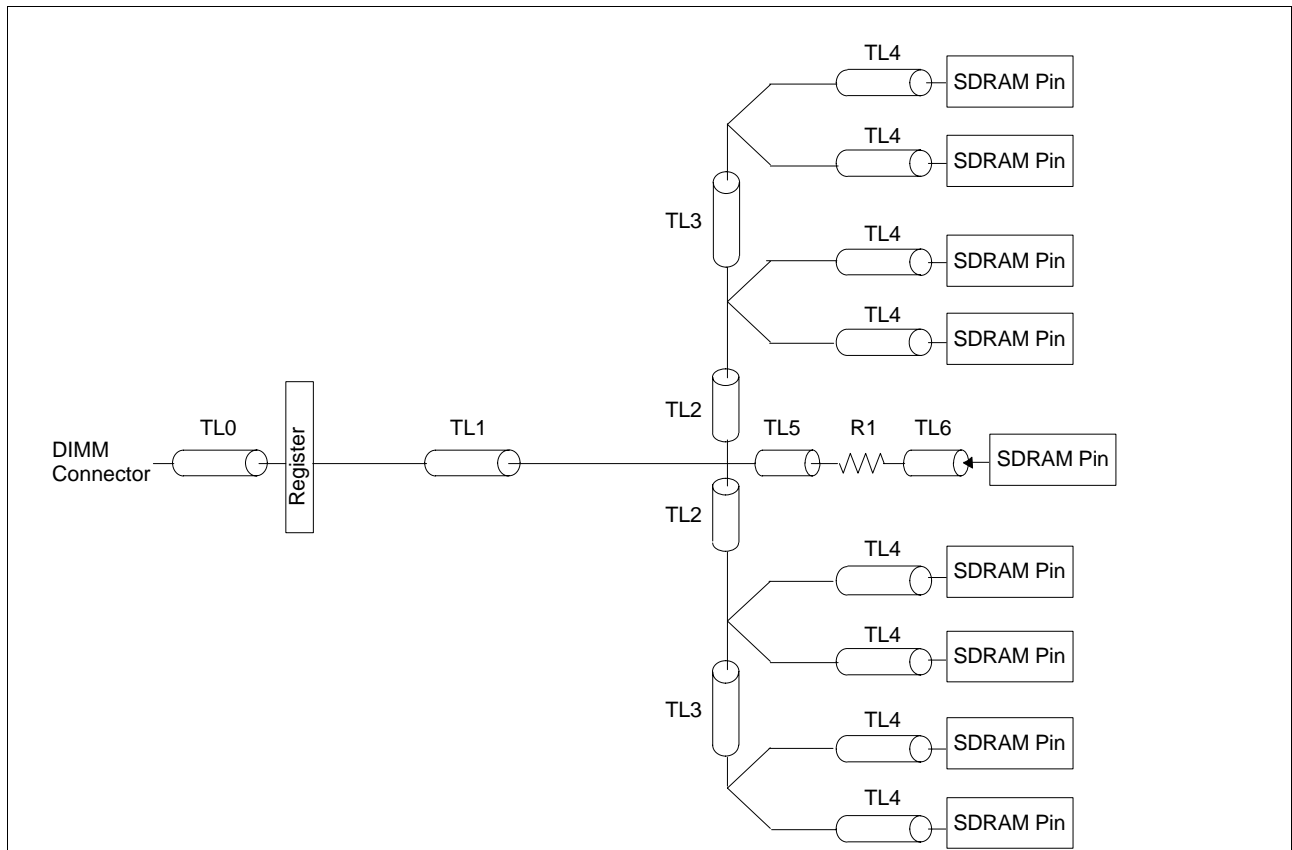 TL4
SDRAM Pin
TL4
SDRAM Pin
TL3
TL4
SDRAM Pin
TL4
SDRAM Pin
TL2
DIMM
Connector
TL0
Register
TL1
TL5
R1
TL6
SDRAM Pin
TL2
TL4
SDRAM Pin
TL4
SDRAM Pin
TL3
TL4
SDRAM Pin
TL4
SDRAM Pin